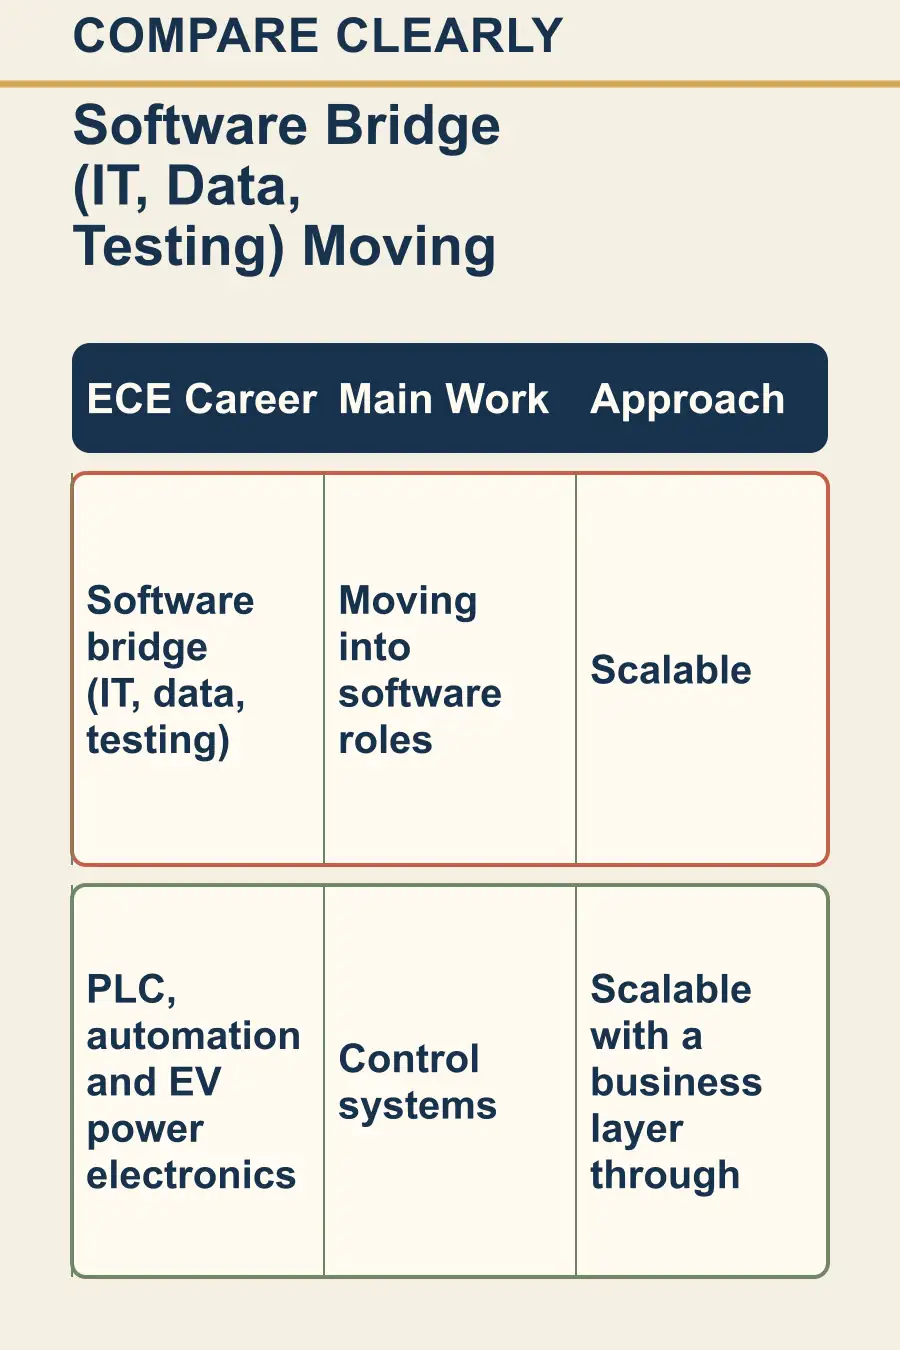 COMPARE CLEARLY
Software Bridge
(IT, Data,
Testing) Moving
ECE Career Main Work Approach
Software
bridge
(IT, data,
testing)
Moving
into
software
roles
Scalable
PLC,
automation
and EV
power
electronics
Control
systems
Scalable
with a
business
layer
through